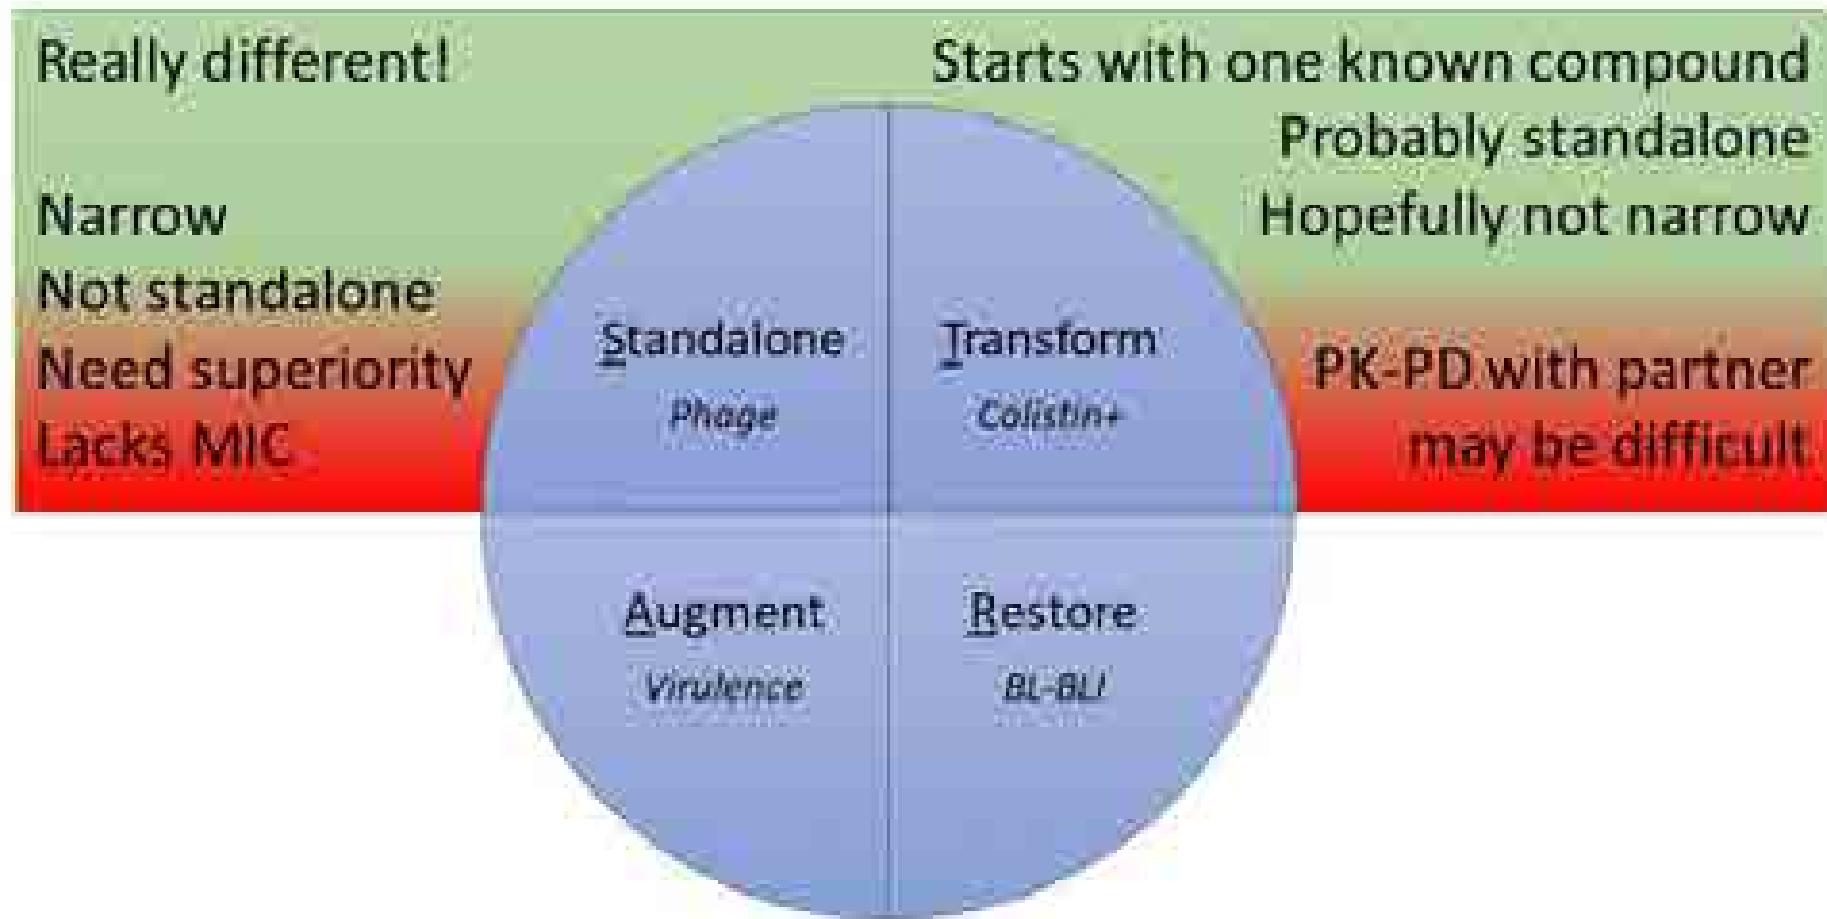 Really different!
Narrow
Not standalone
Need superiority
Lacks MIC
Starts with one known compound
Probably standalone
Hopefully not narrow
PK-PD with partner
may be difficult
Standalone
Phage
Transform
Colistin+
Augment
Virulence
Restore
BL-BLI